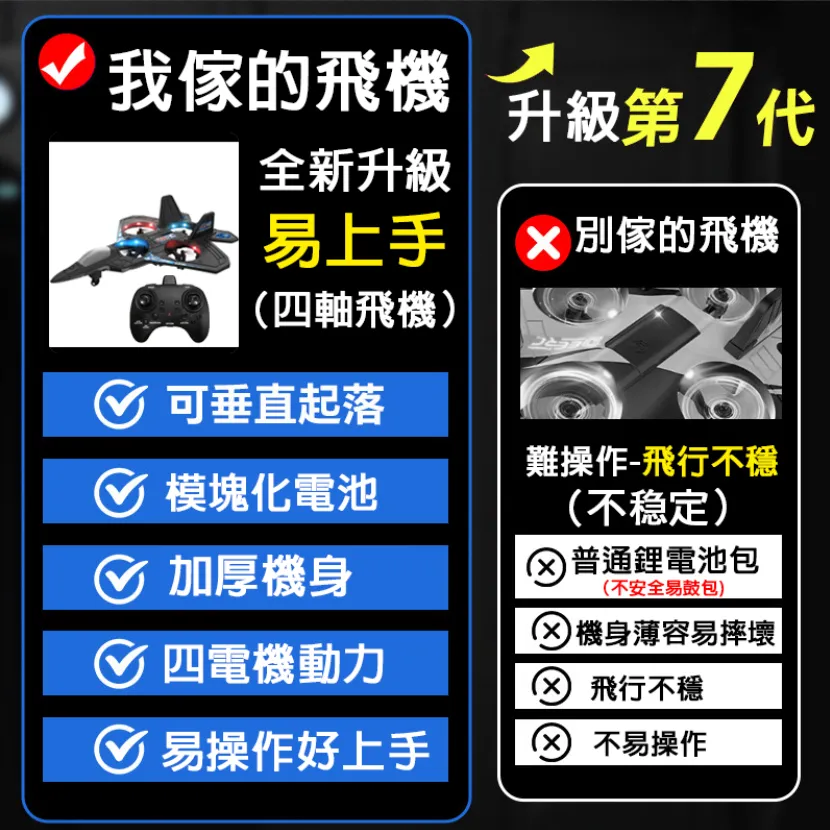 我傢的飛機
全新升級
易上手
（四軸飛機）
可垂直起落
模塊化電池
加厚機身
四電機動力
易操作好上手
升級第7代
別傢的飛機
難操作-飛行不穩
（不稳定）
普通鋰電池包
（不安全易鼓包)
機身薄容易摔壞
飛行不穩
不易操作